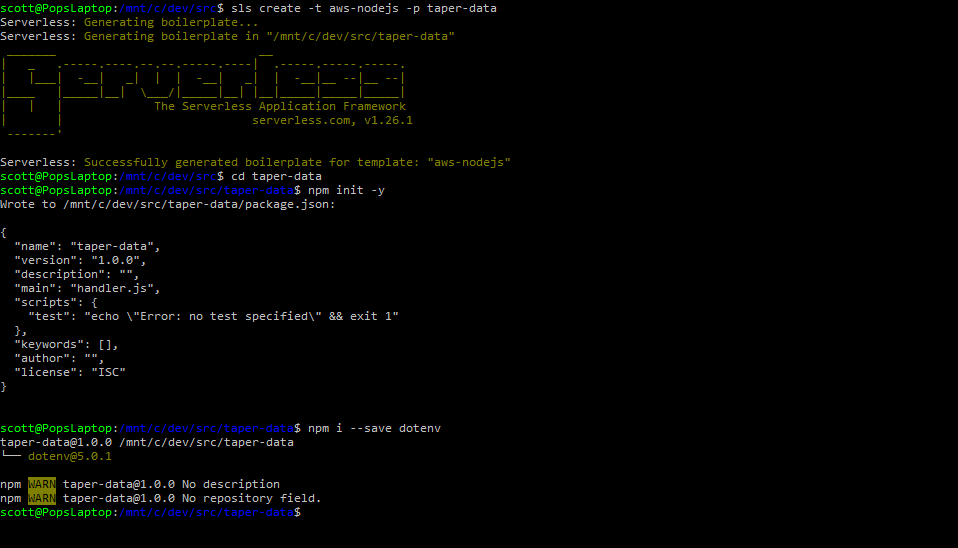 scott@PopsLaptop:/mnt/c/dev/src$ sls create -t aws-nodejs -p taper-data
Serverless: Generating boilerplate...
Serverless: Generating boilerplate in "/mnt/c/dev/src/taper-data"
 _______                             __
|   _   .-----.----.--.--.-----.----|  .-----.-----.-----.
|   |___|  -__|   _|  |  |  -__|   _|  |  -__|__ --|__ --|
|____   |_____|__|  \___/|_____|__| |__|_____|_____|_____|
|   |   |             The Serverless Application Framework
|       |                           serverless.com, v1.26.1
 -------'
Serverless: Successfully generated boilerplate for template: "aws-nodejs"
scott@PopsLaptop:/mnt/c/dev/src$ cd taper-data
scott@PopsLaptop:/mnt/c/dev/src/taper-data$ npm init -y
Wrote to /mnt/c/dev/src/taper-data/package.json:
{
  "name": "taper-data",
  "version": "1.0.0",
  "description": "",
  "main": "handler.js",
  "scripts": {
    "test": "echo \"Error: no test specified\" && exit 1"
  },
  "keywords": [],
  "author": "",
  "license": "ISC"
}
scott@PopsLaptop:/mnt/c/dev/src/taper-data$ npm i --save dotenv
taper-data@1.0.0 /mnt/c/dev/src/taper-data
└── dotenv@5.0.1
npm WARN taper-data@1.0.0 No description
npm WARN taper-data@1.0.0 No repository field.
scott@PopsLaptop:/mnt/c/dev/src/taper-data$